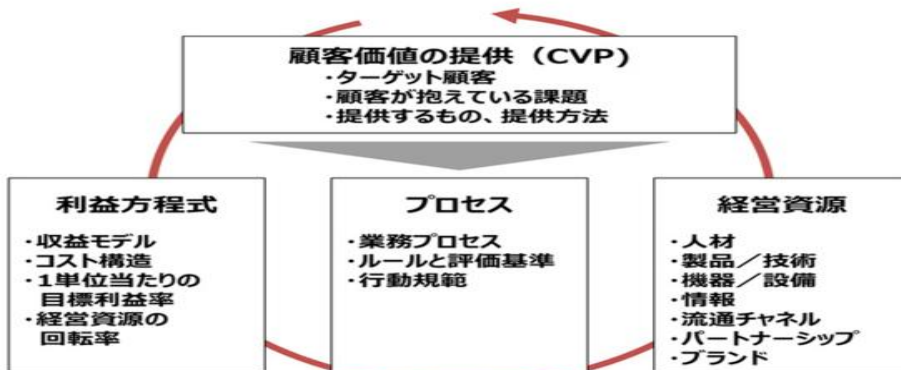 顧客価値の提供（CVP)
・ターゲット顧客
・顧客が抱えている課題
・提供するもの、提供方法
利益方程式
・収益モデル
・コスト構造
・１単位当たりの
目標利益率
・経営資源の
回転率
プロセス
・業務プロセス
・ルールと評価基準
・行動規範
経営資源
・人材
・製品／技術
・機器／設備
・情報
・流通チャネル
・パートナーシップ
・ブランド